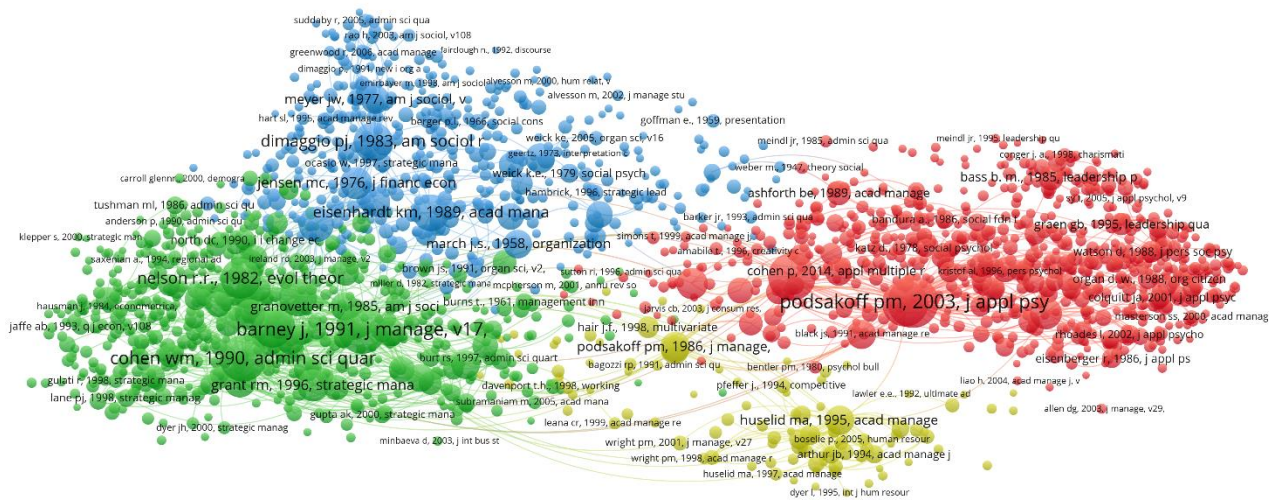 suddaby r, 2005, admin sci qua
rao h, 2003, am j sociol, v108
greenwood r, 2006, acad manage
fairclough n., 1992, discourse
dimaggio p., 1991, new i org a
emirbayer m, 1998, am j sociol
alvesson m, 2000, hum relat, v
meyer jw, 1977, am j sociol, v
alvesson m, 2002, j manage stu
hart sl, 1995, acad manage rev
berger p.l., 1966, social cons
goffman e., 1959, presentation
dimaggio pj, 1983, am sociol r
weick ke, 2005, organ sci, v16
meindl jr, 1985, admin sci qua
meindl jr, 1995, leadership qu
ocasio w, 1997, strategic mana
geertz, 1973, interpretation c
conger j. a., 1998, charismati
carroll glenn, 2000, demogra
jensen mc, 1976, j financ econ
weick k.e., 1979, social psych
weber m., 1947, theory social
bass b. m., 1985, leadership p
tushman ml, 1986, admin sci qu
hambrick, 1996, strategic lead
ashforth be, 1989, acad manage
sy t, 2005, j appl psychol, v9
anderson p, 1990, admin sci qu
eisenhardt km, 1989, acad mana
barker jr, 1993, admin sci qua
bandura a., 1986, social fdn t
graen gb, 1995, leadership qua
klepper s, 2000, strategic man
north dc, 1990, i i change ec
march j.s., 1958, organization
simons t, 1999, acad manage j,
katz d., 1978, social psychol
watson d, 1988, j pers soc psy
saxenian a., 1994, regional ad
ireland rd, 2003, j manage, v2
brown js, 1991, organ sci, v2,
sutton ri, 1996, admin sci qua
amabile t., 1996, creativity c
cohen p, 2014, appl multiple r
kristof al, 1996, pers psychol
organ d. w., 1988, org citizen
nelson r.r., 1982, evol theor
miller d, 1982, strategic mana
mcpherson m, 2001, annu rev so
colquitt ja, 2001, j appl psyc
hausman j, 1984, econometrica,
granovetter m, 1985, am j soci
burns t., 1961, management inn
jarvis cb, 2003, j consum res,
podsakoff pm, 2003, j appl psy
masterson ss, 2000, acad manag
jaffe ab, 1993, q j econ, v108
barney j, 1991, j manage, v17,
hair j.f., 1998, multivariate
black js, 1991, acad manage re
rhoades l, 2002, j appl psycho
cohen wm, 1990, admin sci quar
burt rs, 1997, admin sci quart
podsakoff pm, 1986, j manage,
eisenberger r, 1986, j appl ps
bagozzi rp, 1991, admin sci qu
bentler pm, 1980, psychol bull
gulati r, 1998, strategic mana
grant rm, 1996, strategic mana
davenport t.h., 1998, working
pfeffer j., 1994, competitive
liao h, 2004, acad manage j, v
lane pj, 1998, strategic manag
subramaniam m, 2005, acad mana
lawler e.e., 1992, ultimate ad
allen dg, 2003, j manage, v29,
gupta ak, 2000, strategic mana
leana cr, 1999, acad manage re
huselid ma, 1995, acad manage
dyer jh, 2000, strategic manag
minbaeva d, 2003, j int bus st
wright pm, 2001, j manage, v27
boselie p., 2005, human resour
arthur jb, 1994, acad manage j
wright pm, 1998, acad manage r
huselid ma, 1997, acad manage
dyer l, 1995, int j hum resour